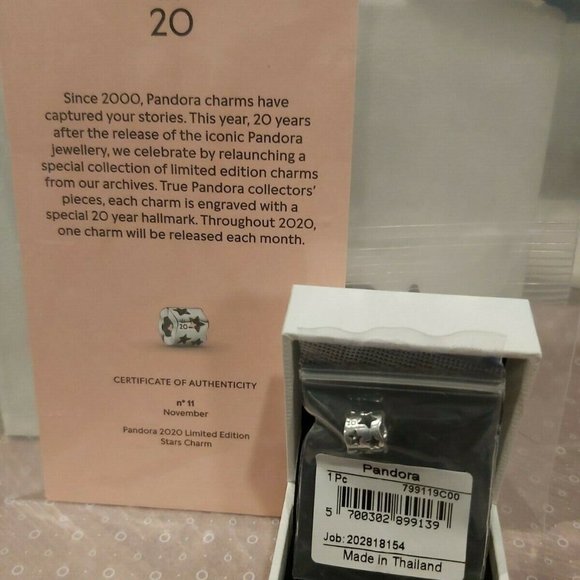 20
Since 2000, Pandora charms have
captured your stories. This year, 20 years
after the release of the iconic Pandora
jewellery, we celebrate by relaunching a
special collection of limited edition charms
from our archives. True Pandora collectors'
pieces, each charm is engraved with a
special 20 year hallmark. Throughout 2020,
one charm will be released each month.
20
CERTIFICATE OF AUTHENTICITY
n° 11
November
Pandora 2020 Limited Edition
Stars Charm
20
Pandora
1 Pc 799119C00
5 700302 899139
Job: 202818154
Made in Thailand